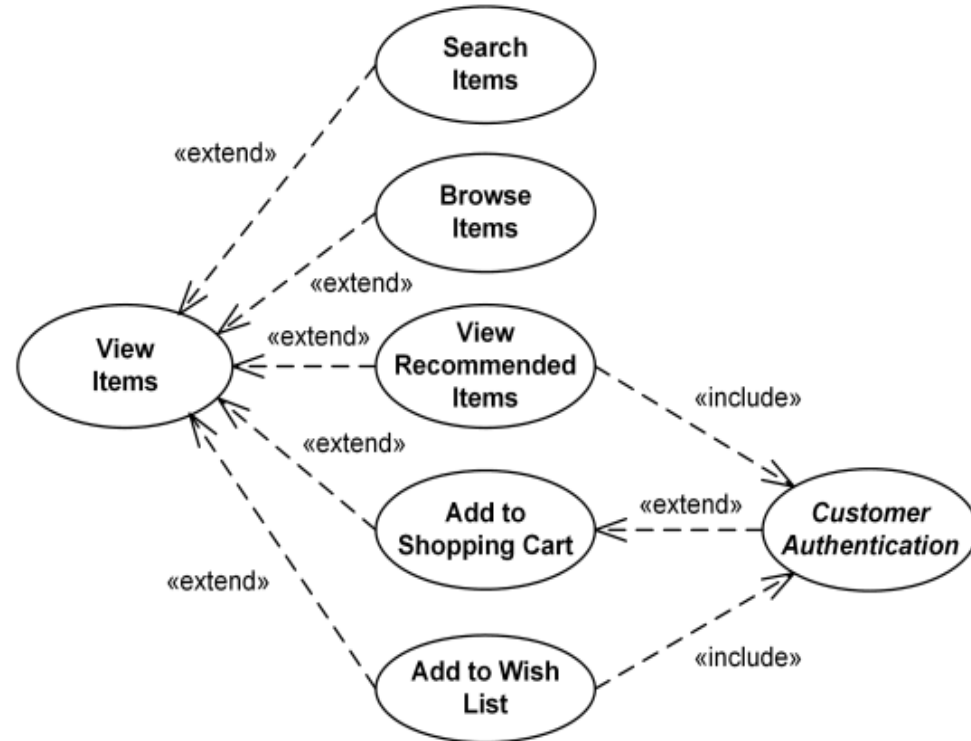 Search
Items
«extend»
Browse
Items
«extend»
View
Items
«extend»
View
Recommended
Items
«include»
«extend»
Add to
Shopping Cart
«extend»
Customer
Authentication
«extend»
Add to Wish
List
«include»